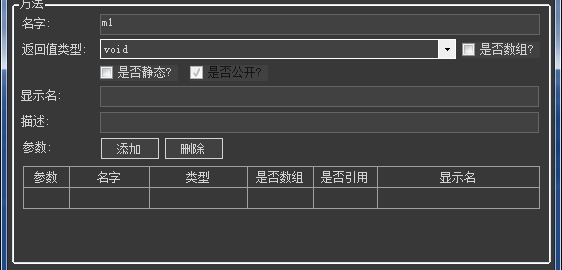 方法
名字: m1
返回值类型: void 是否数组?
是否静态? 是否公开?
显示名:
描述:
参数: 添加 删除
参数 名字 类型 是否数组 是否引用 显示名